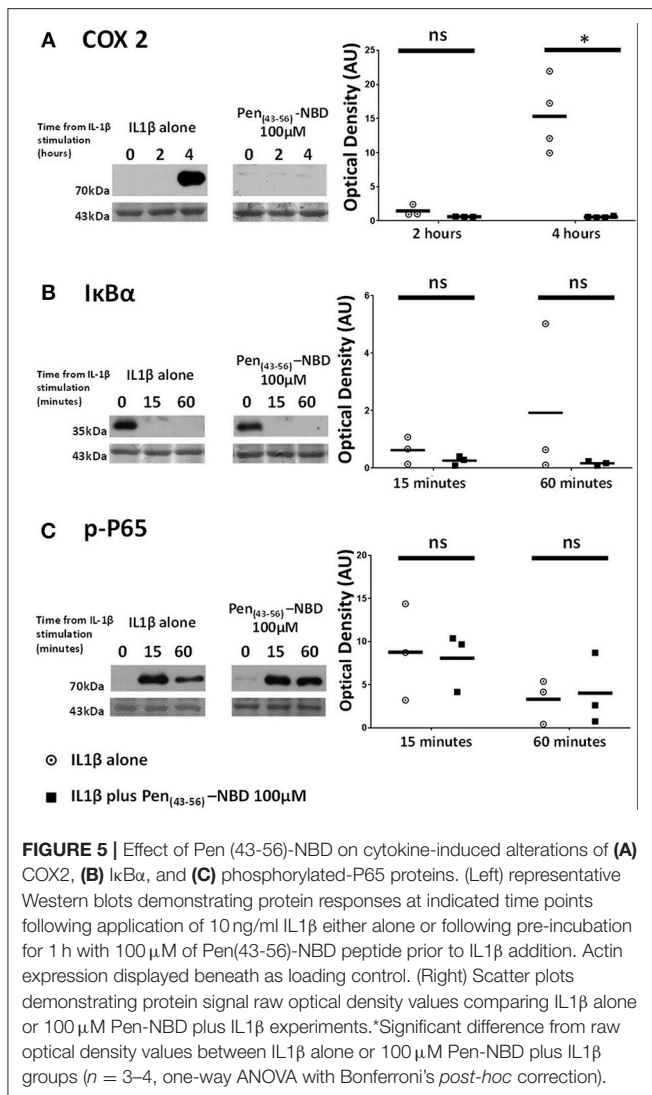 A COX 2
Time from IL-1β
stimulation
(hours)
IL1β alone
0 2 4
Pen(43-56)-NBD
100µM
0 2 4
70kDa
43kDa
Optical Density (AU)
25
20
15
10
5
0
ns
*
2 hours
4 hours
B IκBα
Time from IL-1β
stimulation
(minutes)
IL1β alone
0 15 60
Pen(43-56)–NBD
100µM
0 15 60
35kDa
43kDa
Optical Density (AU)
6
4
2
0
ns
ns
15 minutes
60 minutes
C p-P65
Time from IL-1β
stimulation
(minutes)
IL1β alone
0 15 60
Pen(43-56)–NBD
100µM
0 15 60
70kDa
43kDa
Optical Density (AU)
20
15
10
5
0
ns
ns
15 minutes
60 minutes
IL1β alone
IL1β plus Pen(43-56)–NBD 100µM
FIGURE 5 | Effect of Pen (43-56)-NBD on cytokine-induced alterations of (A)
COX2, (B) IκBα, and (C) phosphorylated-P65 proteins. (Left) representative
Western blots demonstrating protein responses at indicated time points
following application of 10 ng/ml IL1β either alone or following pre-incubation
for 1 h with 100 µM of Pen(43-56)-NBD peptide prior to IL1β addition. Actin
expression displayed beneath as loading control. (Right) Scatter plots
demonstrating protein signal raw optical density values comparing IL1β alone
or 100 µM Pen-NBD plus IL1β experiments.*Significant difference from raw
optical density values between IL1β alone or 100 µM Pen-NBD plus IL1β
groups (n = 3–4, one-way ANOVA with Bonferroni's post-hoc correction).